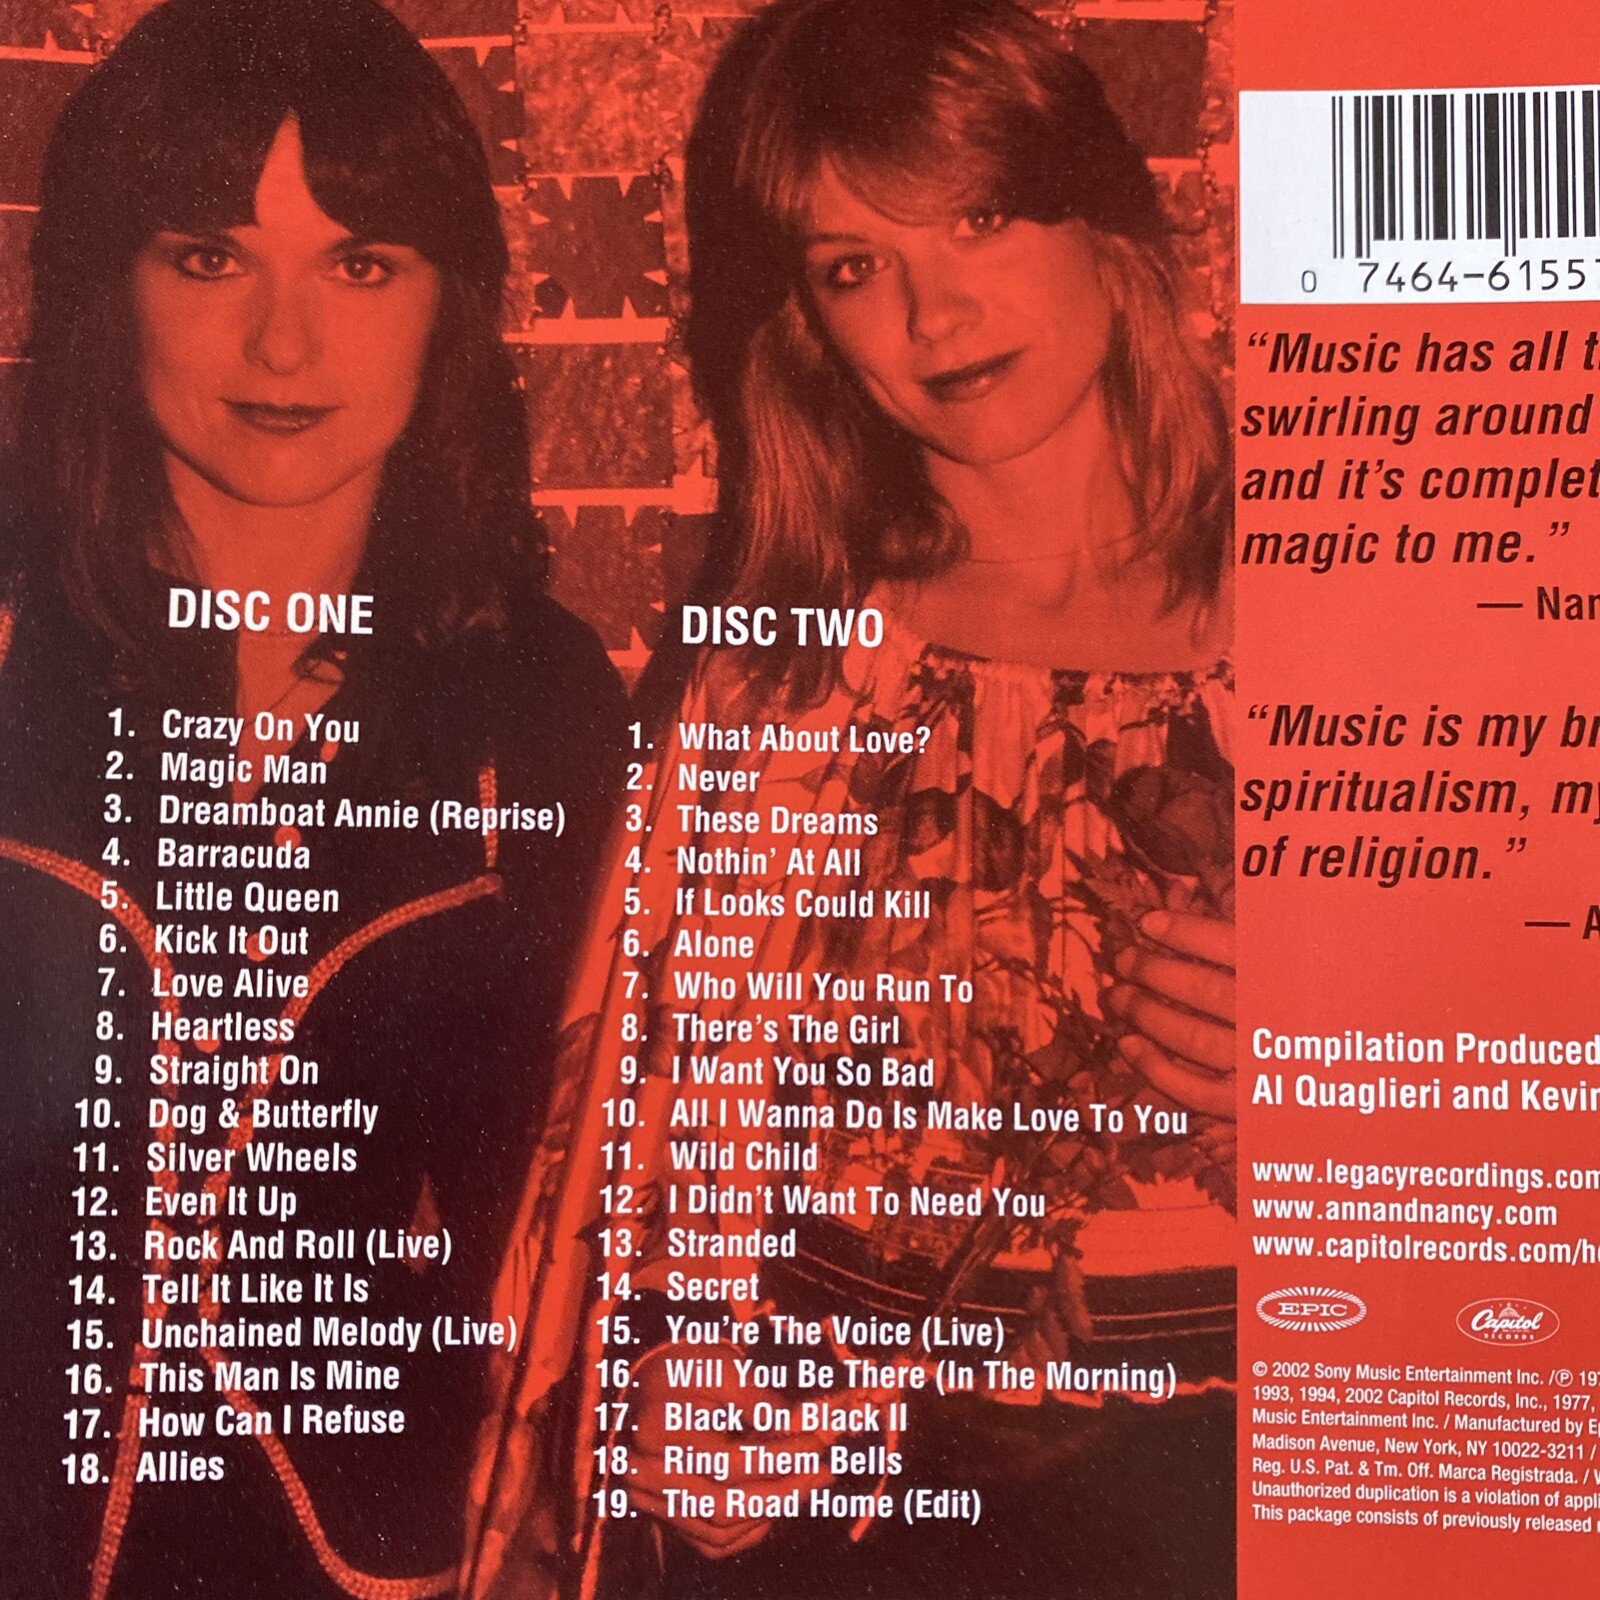 DISC ONE
1. Crazy On You
2. Magic Man
3. Dreamboat Annie (Reprise)
4. Barracuda
5. Little Queen
6. Kick It Out
7. Love Alive
8. Heartless
9. Straight On
10. Dog & Butterfly
11. Silver Wheels
12. Even It Up
13. Rock And Roll (Live)
14. Tell It Like It Is
15. Unchained Melody (Live)
16. This Man Is Mine
17. How Can I Refuse
18. Allies
DISC TWO
1. What About Love?
2. Never
3. These Dreams
4. Nothin' At All
5. If Looks Could Kill
6. Alone
7. Who Will You Run To
8. There's The Girl
9. I Want You So Bad
10. All I Wanna Do Is Make Love To You
11. Wild Child
12. I Didn't Want To Need You
13. Stranded
14. Secret
15. You're The Voice (Live)
16. Will You Be There (In The Morning)
17. Black On Black II
18. Ring Them Bells
19. The Road Home (Edit)
0 7464-6155
"Music has all
swirling around
and it's
magic to me."
—
"Music is my
spiritualism,
of religion."
—
Compilation Produced
Al Quaglieri and
www.legacyrecordings.com
www.annandnancy.com
www.capitolrecords.com/
EPIC
Capitol
RECORDS
© 2002 Sony Music Entertainment Inc. /℗
1993, 1994, 2002 Capitol Records, Inc., 1977,
Music Entertainment Inc. / Manufactured by
Madison Avenue, New York, NY 10022-3211 /
Reg. U.S. Pat. & Tm. Off. Marca Registrada. /
Unauthorized duplication is a violation of
This package consists of previously released